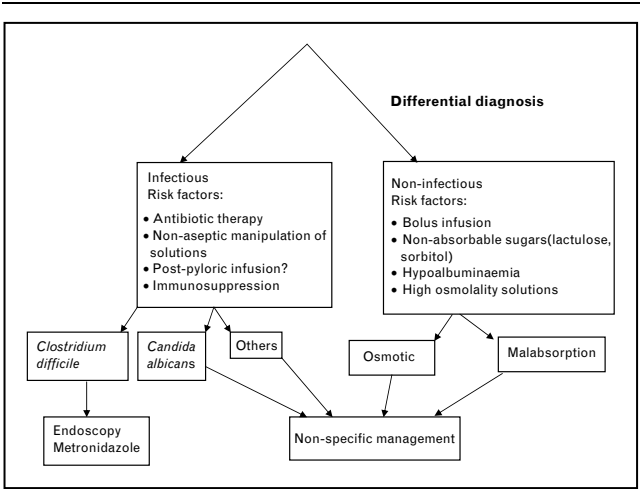 Differential diagnosis
Infectious
Risk factors:
• Antibiotic therapy
• Non-aseptic manipulation of
solutions
• Post-pyloric infusion?
• Immunosuppression
Non-infectious
Risk factors:
• Bolus infusion
• Non-absorbable sugars(lactulose,
sorbitol)
• Hypoalbuminaemia
• High osmolality solutions
Clostridium
difficile
Candida
albicans
Others
Osmotic
Malabsorption
Endoscopy
Metronidazole
Non-specific management